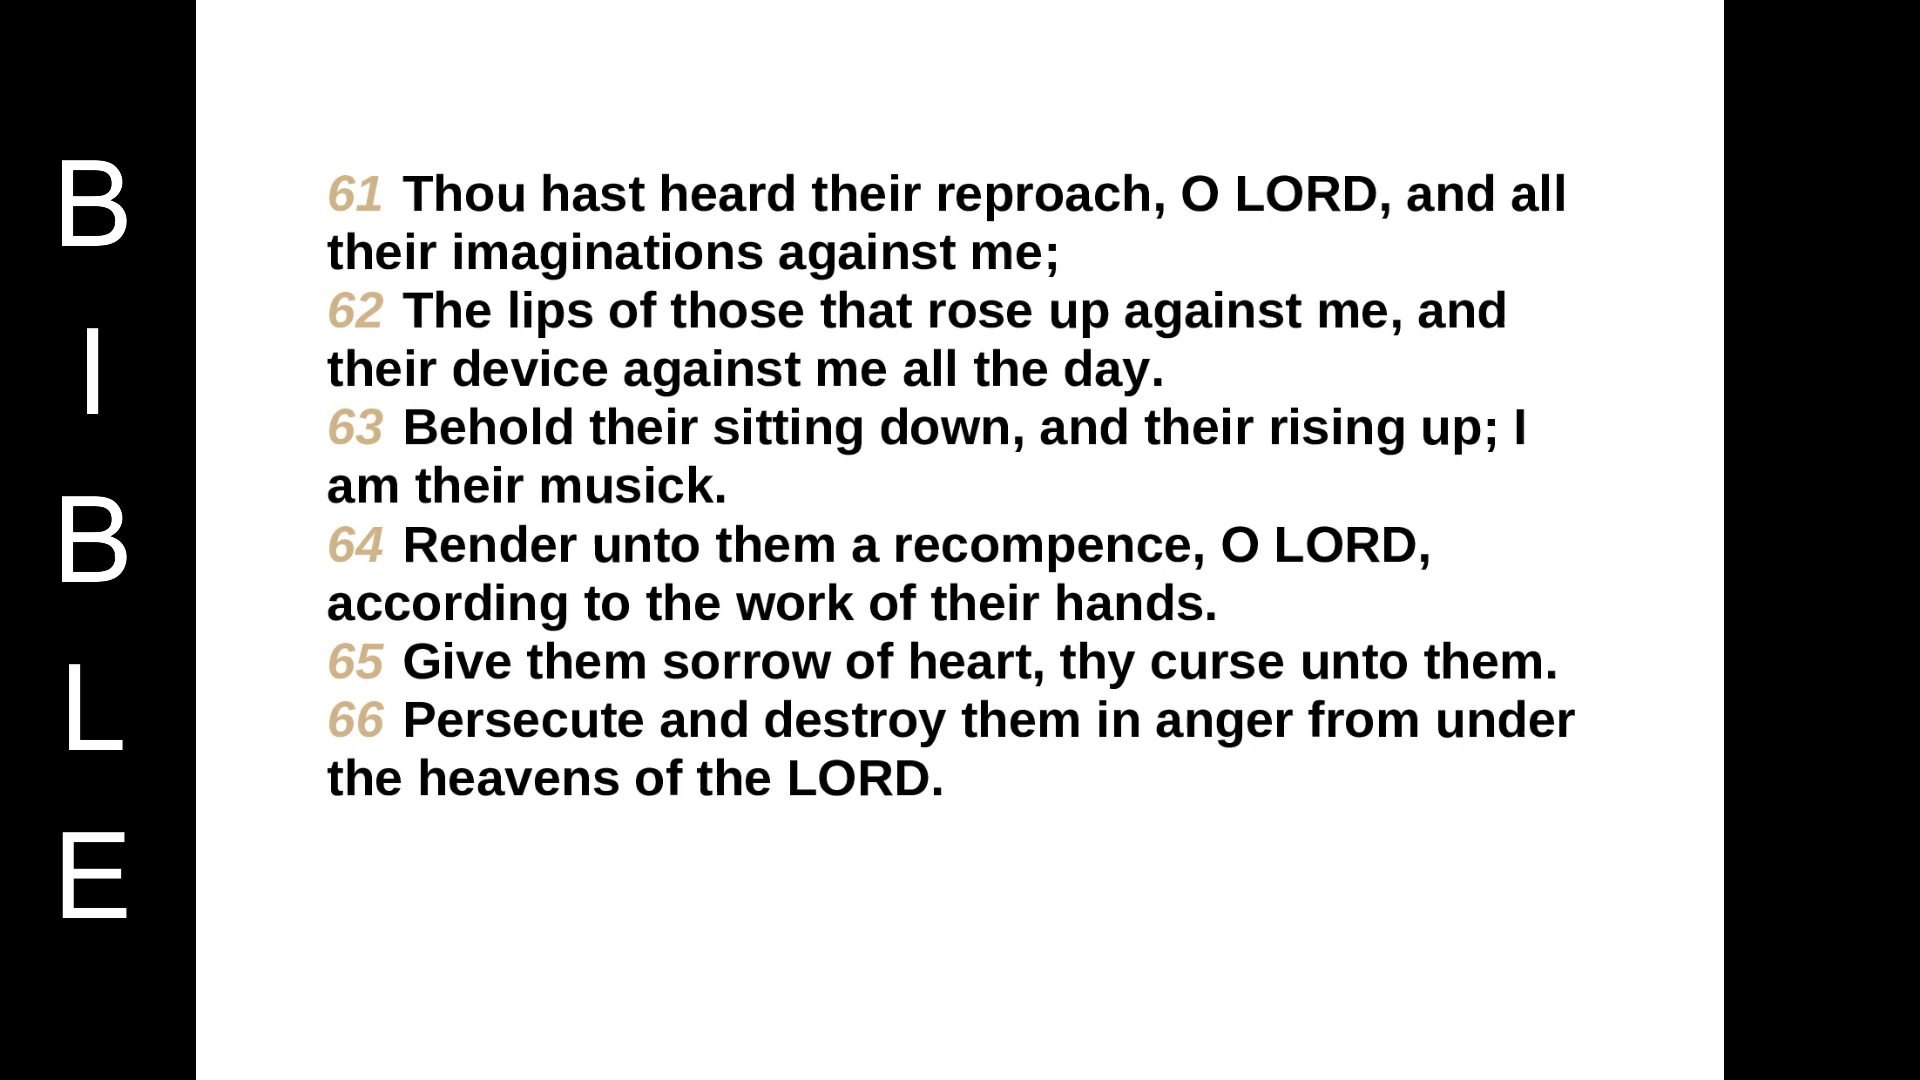 BIBLE
61 Thou hast heard their reproach, O LORD, and all
their imaginations against me;
62 The lips of those that rose up against me, and
their device against me all the day.
63 Behold their sitting down, and their rising up; I
am their musick.
64 Render unto them a recompence, O LORD,
according to the work of their hands.
65 Give them sorrow of heart, thy curse unto them.
66 Persecute and destroy them in anger from under
the heavens of the LORD.